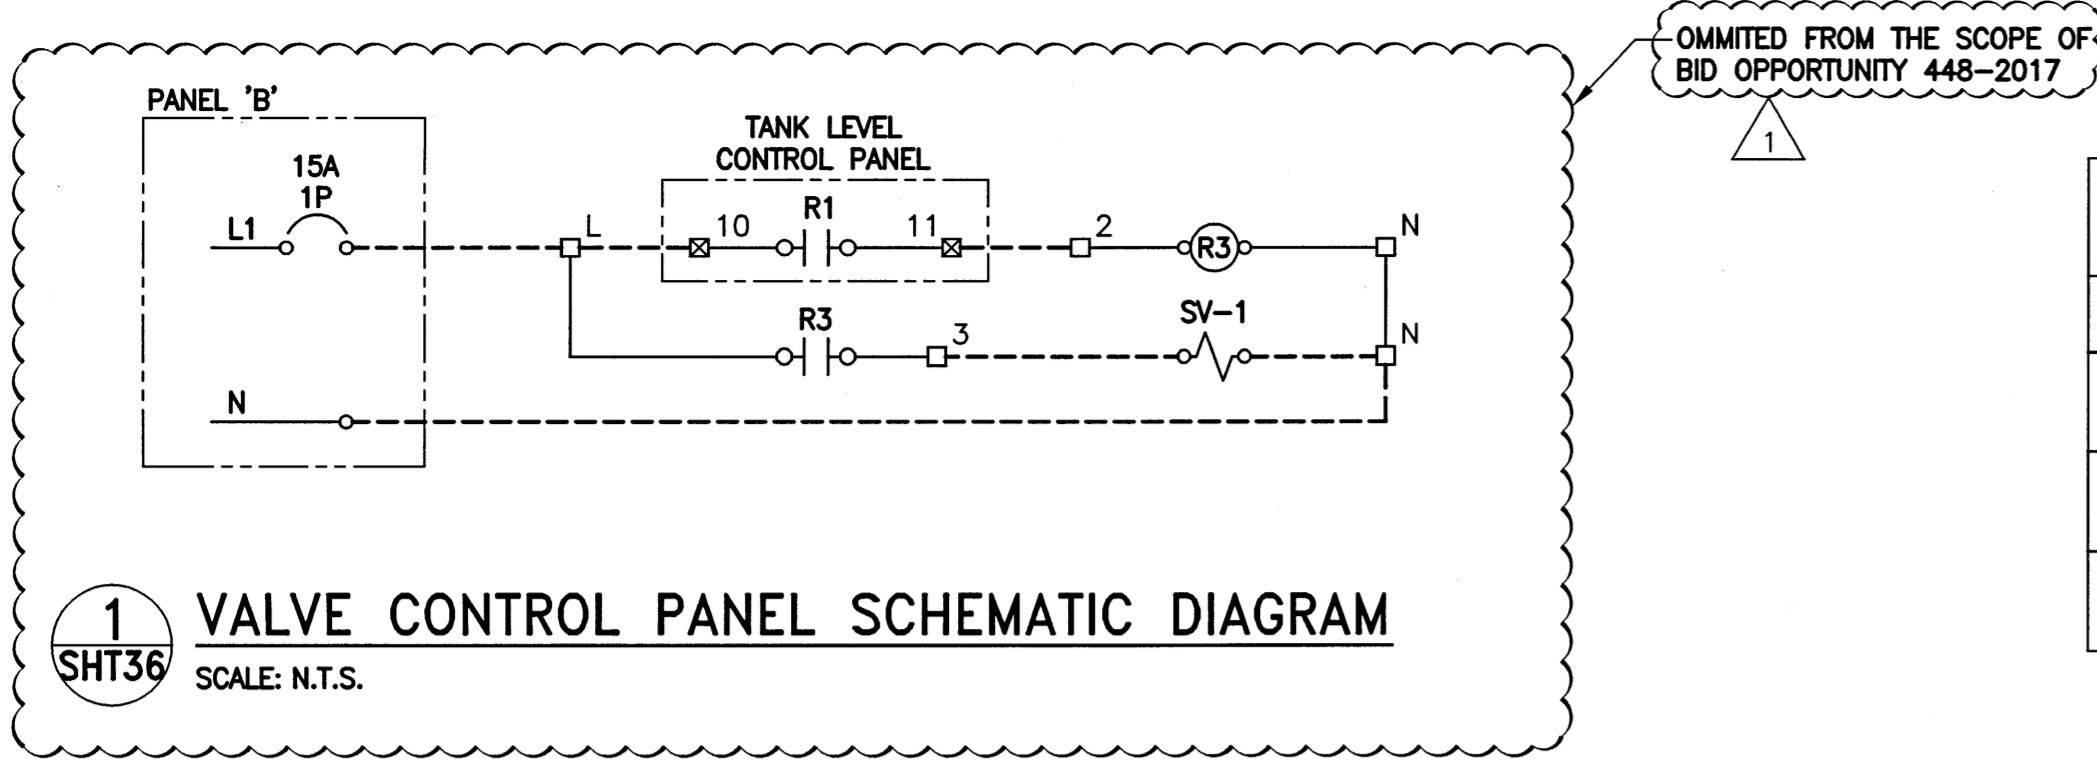 OMMITED FROM THE SCOPE OF
BID OPPORTUNITY 448-2017
1
PANEL 'B'
15A
1P
L1
TANK LEVEL
CONTROL PANEL
L
10
R1
11
2
R3
N
R3
3
SV-1
N
N
1
SHT36
VALVE CONTROL PANEL SCHEMATIC DIAGRAM
SCALE: N.T.S.